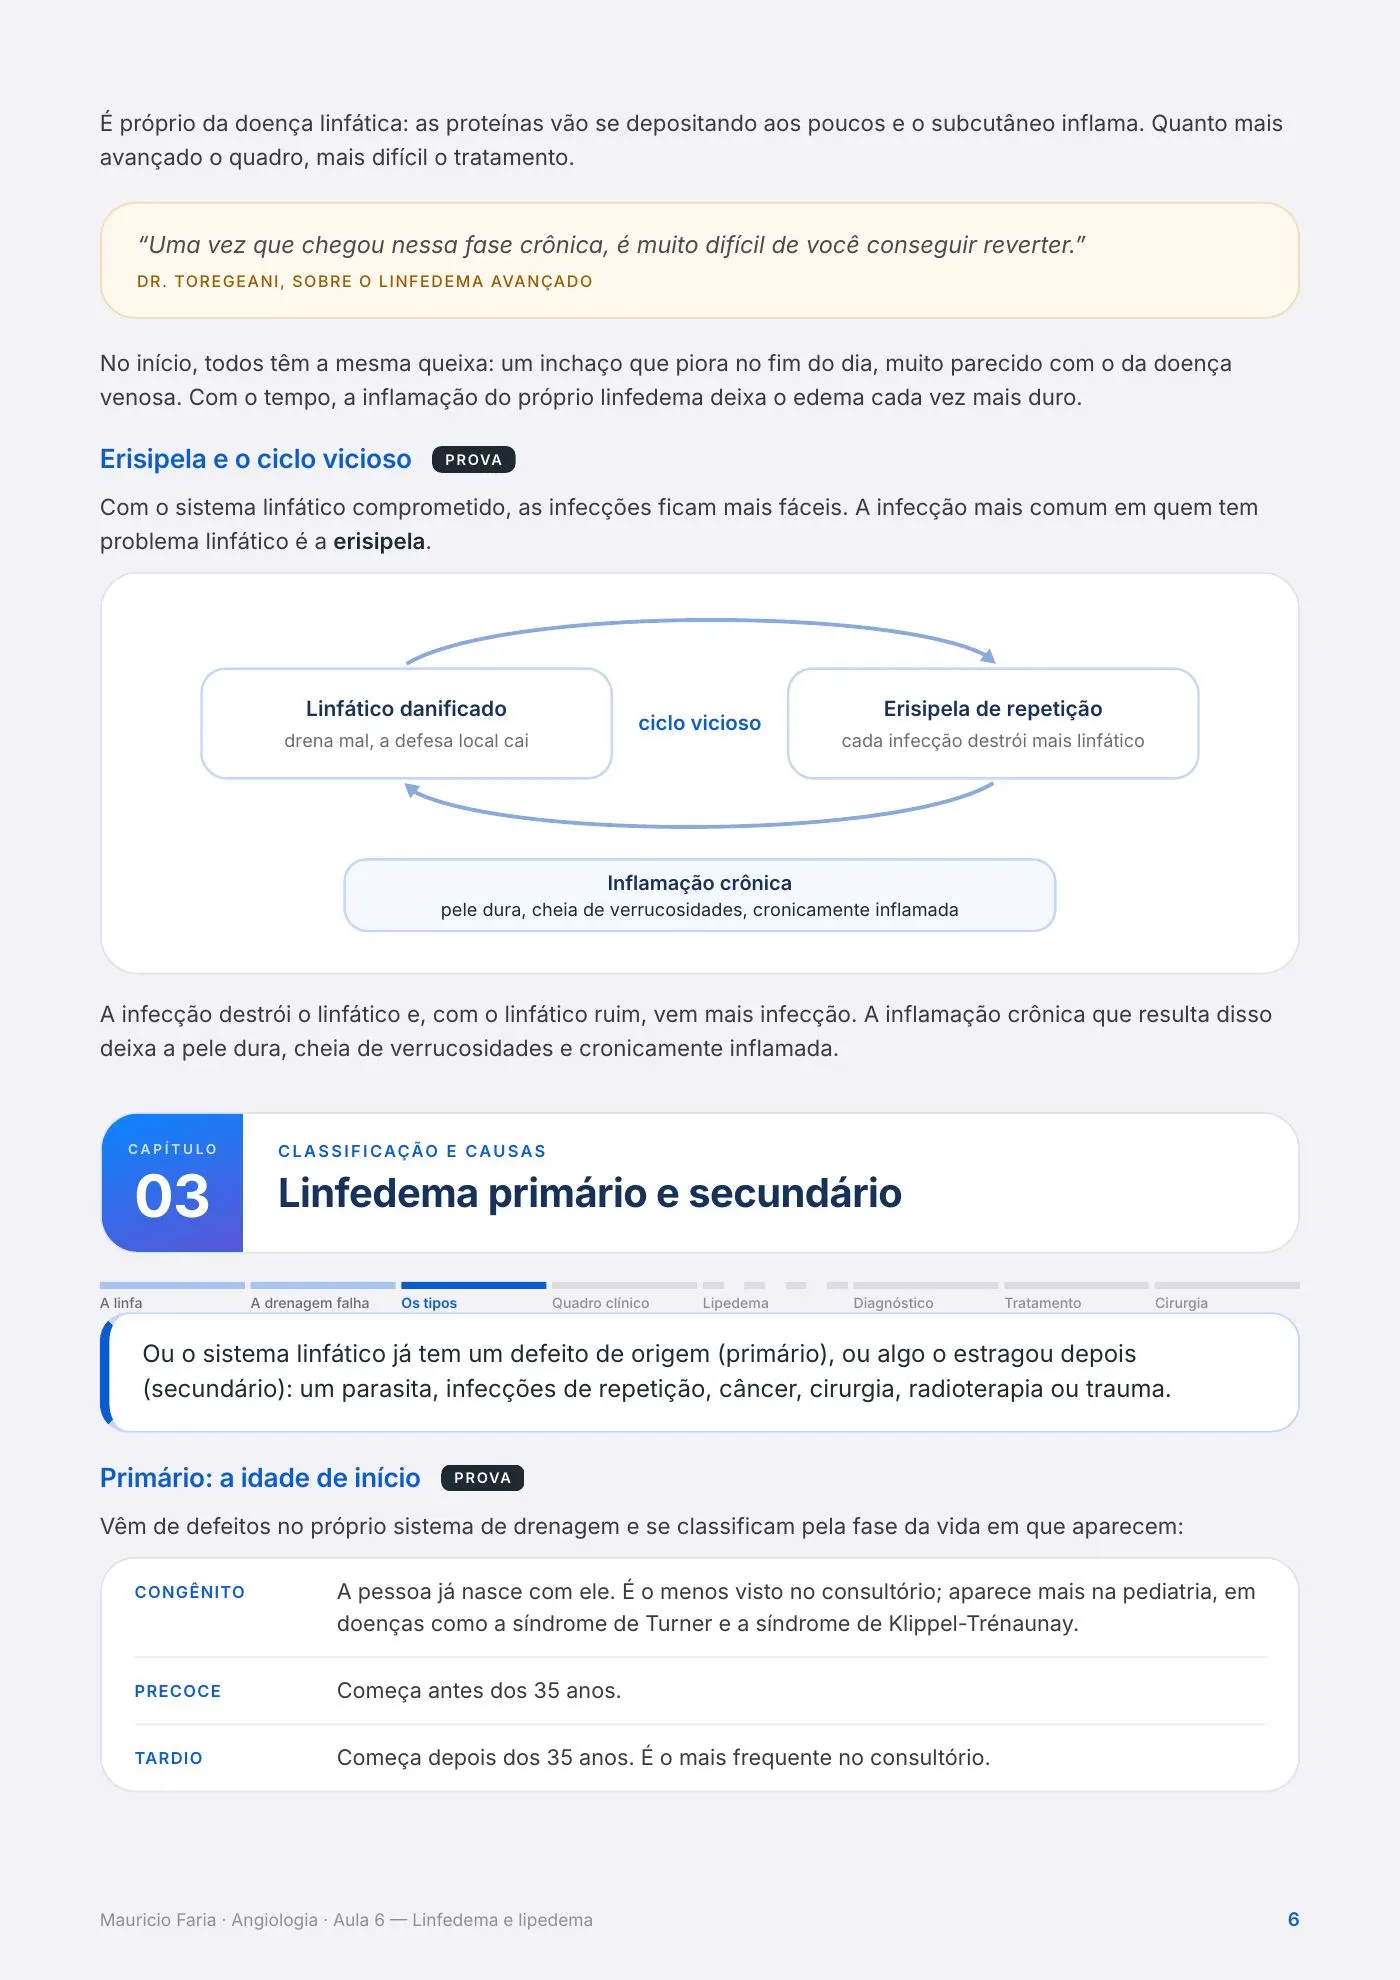 É próprio da doença linfática: as proteínas vão se depositando aos poucos e o subcutâneo inflama. Quanto mais
avançado o quadro, mais difícil o tratamento.
“Uma vez que chegou nessa fase crônica, é muito difícil de você conseguir reverter.”
DR. TOREGEANI, SOBRE O LINFEDEMA AVANÇADO
No início, todos têm a mesma queixa: um inchaço que piora no fim do dia, muito parecido com o da doença
venosa. Com o tempo, a inflamação do próprio linfedema deixa o edema cada vez mais duro.
Erisipela e o ciclo vicioso PROVA
Com o sistema linfático comprometido, as infecções ficam mais fáceis. A infecção mais comum em quem tem
problema linfático é a erisipela.
Linfático danificado
drena mal, a defesa local cai
ciclo vicioso
Erisipela de repetição
cada infecção destrói mais linfático
Inflamação crônica
pele dura, cheia de verrucosidades, cronicamente inflamada
A infecção destrói o linfático e, com o linfático ruim, vem mais infecção. A inflamação crônica que resulta disso
deixa a pele dura, cheia de verrucosidades e cronicamente inflamada.
CAPÍTULO
03
CLASSIFICAÇÃO E CAUSAS
Linfedema primário e secundário
A linfa A drenagem falha Os tipos Quadro clínico Lipedema Diagnóstico Tratamento Cirurgia
Ou o sistema linfático já tem um defeito de origem (primário), ou algo o estragou depois
(secundário): um parasita, infecções de repetição, câncer, cirurgia, radioterapia ou trauma.
Primário: a idade de início PROVA
Vêm de defeitos no próprio sistema de drenagem e se classificam pela fase da vida em que aparecem:
CONGÊNITO A pessoa já nasce com ele. É o menos visto no consultório; aparece mais na pediatria, em
doenças como a síndrome de Turner e a síndrome de Klippel-Trénaunay.
PRECOCE Começa antes dos 35 anos.
TARDIO Começa depois dos 35 anos. É o mais frequente no consultório.
Mauricio Faria · Angiologia · Aula 6 — Linfedema e lipedema 6